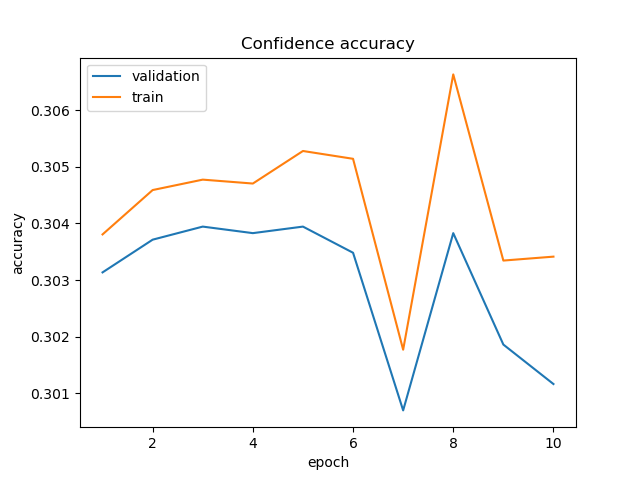 Confidence accuracy
validation
train
0.306
0.305
0.304
0.303
0.302
0.301
accuracy
2 4 6 8 10
epoch